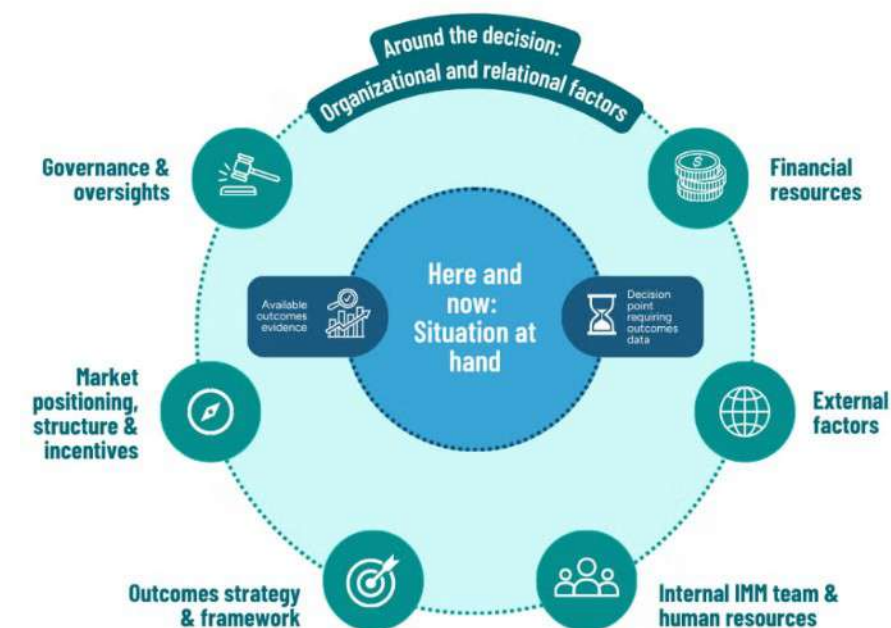 Around the decision:
Organizational and relational factors
Governance &
oversights
$
Financial
resources
Here and
now:
Situation at
hand
Available
outcomes
evidence
Decision
point
requiring
outcomes
data
Market
positioning,
structure &
incentives
External
factors
Outcomes strategy
& framework
Internal IMM team &
human resources